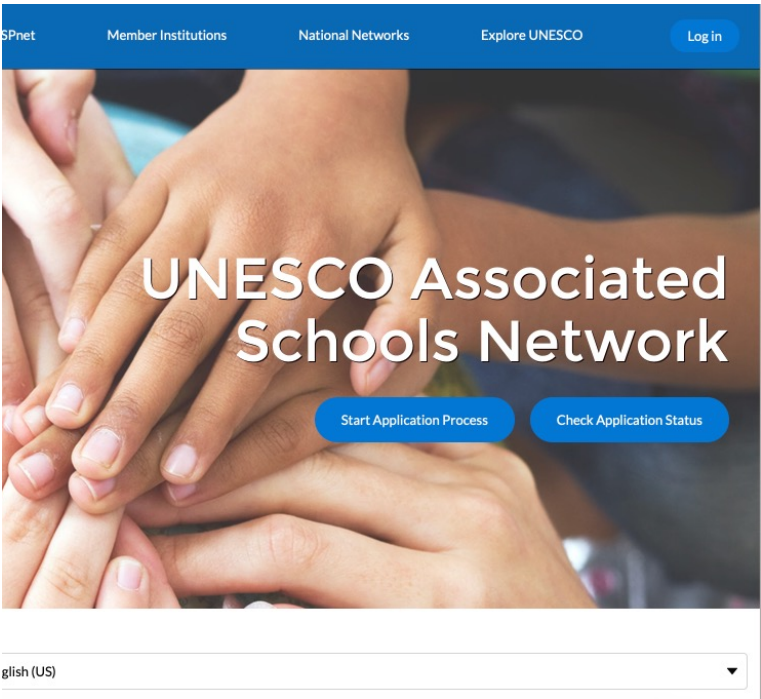 SPnet Member Institutions National Networks Explore UNESCO Log in
UNESCO Associated
Schools Network
Start Application Process Check Application Status
glish (US)